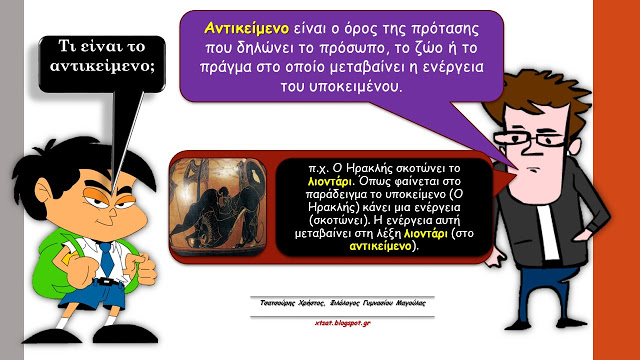 Τι είναι το
αντικείμενο;
Αντικείμενο είναι ο όρος της πρότασης
που δηλώνει το πρόσωπο, το ζώο ή το
πράγμα στο οποίο μεταβαίνει η ενέργεια
του υποκειμένου.
π.χ. Ο Ηρακλής σκοτώνει το
λιοντάρι. Όπως φαίνεται στο
παράδειγμα το υποκείμενο (Ο
Ηρακλής) κάνει μια ενέργεια
(σκοτώνει). Η ενέργεια αυτή
μεταβαίνει στη λέξη λιοντάρι (στο
αντικείμενο).
Τσατσούρης Χρήστος, Φιλόλογος Γυμνασίου Μαγούλας
xtsat.blogspot.gr